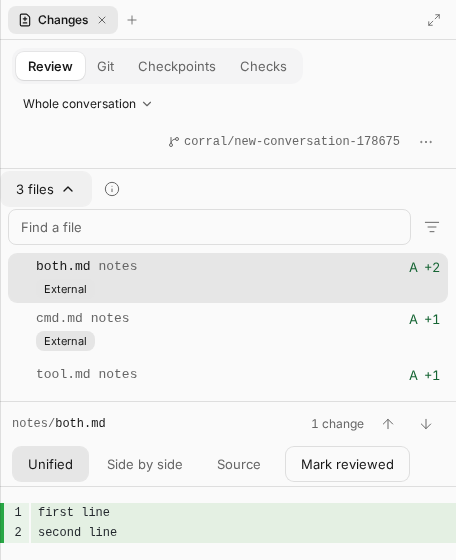 Changes
Review Git Checkpoints Checks
Whole conversation
corral/new-conversation-178675
3 files
Find a file
both.md notes A +2
External
cmd.md notes A +1
External
tool.md notes A +1
notes/both.md 1 change
Unified Side by side Source Mark reviewed
1 first line
2 second line